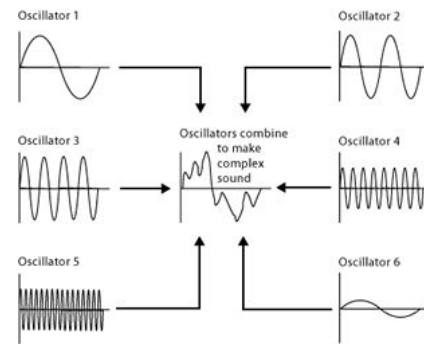 Oscillator 1
Oscillator 2
Oscillator 3
Oscillators combine
to make
complex
sound
Oscillator 4
Oscillator 5
Oscillator 6